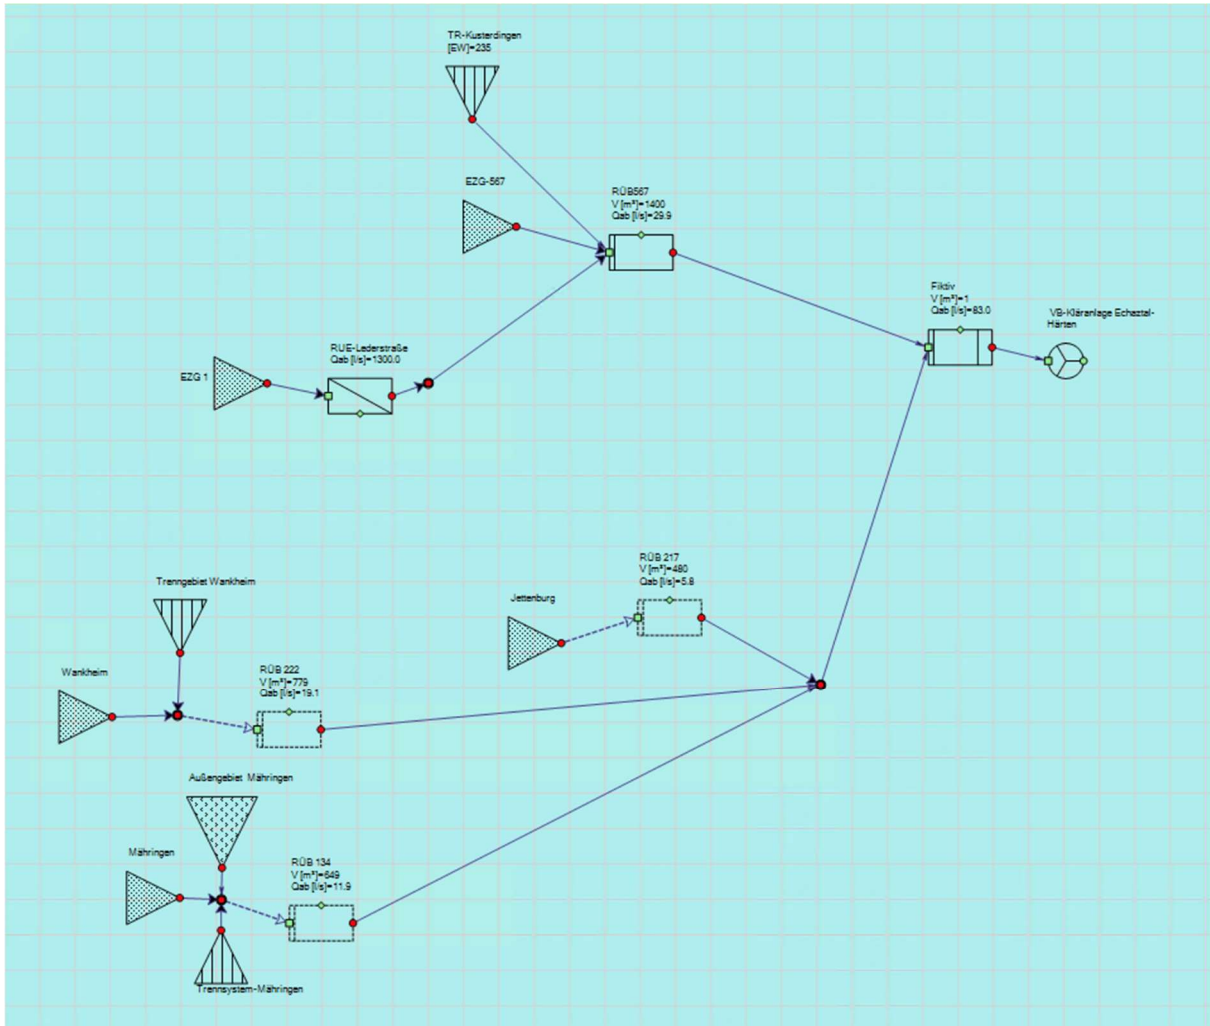 TR-Kusterdingen
[EW]=235
EZG-567
RÜB567
V [m³]=1400
Qab [l/s]=29.9
Fiktiv
V [m³]=1
Qab [l/s]=83.0
VB-Kläranlage Echaztal-
Härten
RUE-Lederstraße
Qab [l/s]=1300.0
EZG 1
RÜB 217
V [m³]=480
Qab [l/s]=5.8
Trenngebiet Wankheim
Jettenburg
Wankheim
RÜB 222
V [m³]=779
Qab [l/s]=19.1
Außengebiet Mähringen
Mähringen
RÜB 134
V [m³]=649
Qab [l/s]=11.9
Trennsystem-Mähringen